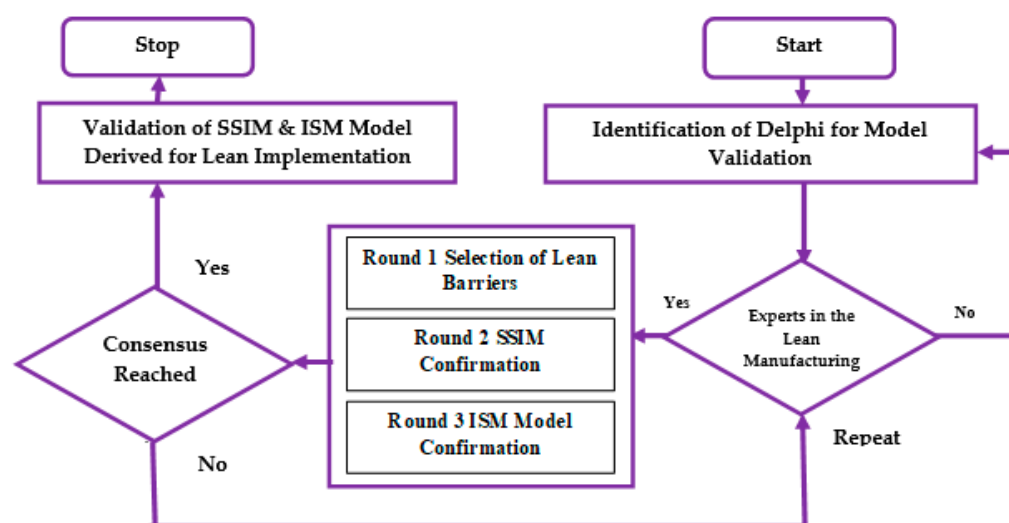 Stop
Start
Validation of SSIM & ISM Model
Derived for Lean Implementation
Identification of Delphi for Model
Validation
Round 1 Selection of Lean
Barriers
Round 2 SSIM
Confirmation
Round 3 ISM Model
Confirmation
Yes
Consensus
Reached
No
Yes
Experts in the
Lean
Manufacturing
No
Repeat